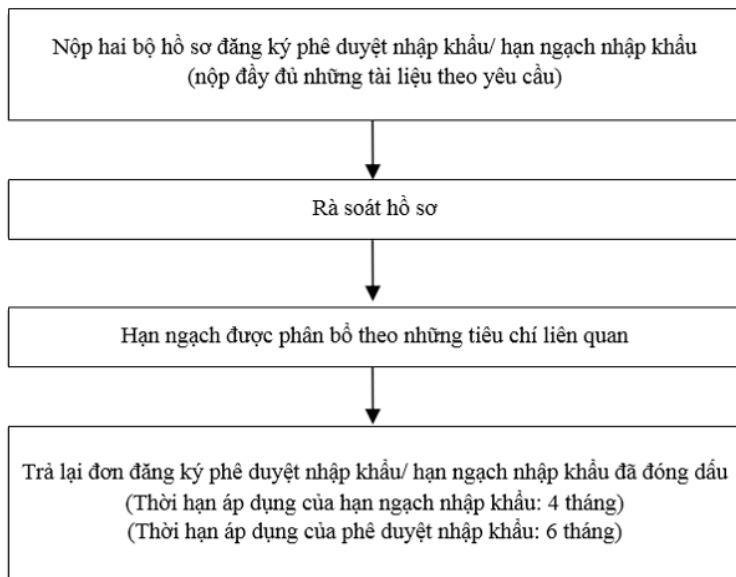 Nộp hai bộ hồ sơ đăng ký phê duyệt nhập khẩu/ hạn ngạch nhập khẩu
(nộp đầy đủ những tài liệu theo yêu cầu)
Rà soát hồ sơ
Hạn ngạch được phân bổ theo những tiêu chí liên quan
Trả lại đơn đăng ký phê duyệt nhập khẩu/ hạn ngạch nhập khẩu đã đóng dấu
(Thời hạn áp dụng của hạn ngạch nhập khẩu: 4 tháng)
(Thời hạn áp dụng của phê duyệt nhập khẩu: 6 tháng)